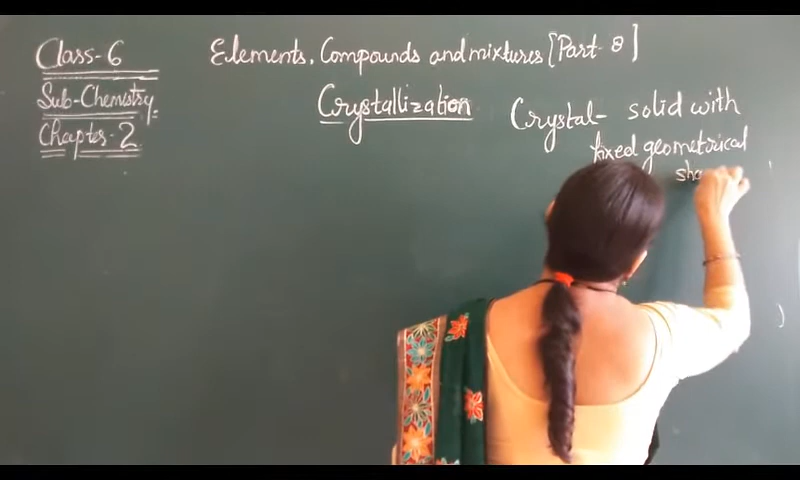 Class-6
Elements, Compounds and mixtures [Part-8]
Sub-Chemistry
Chapter-2
Crystallization
Crystal- solid with
fixed geometrical